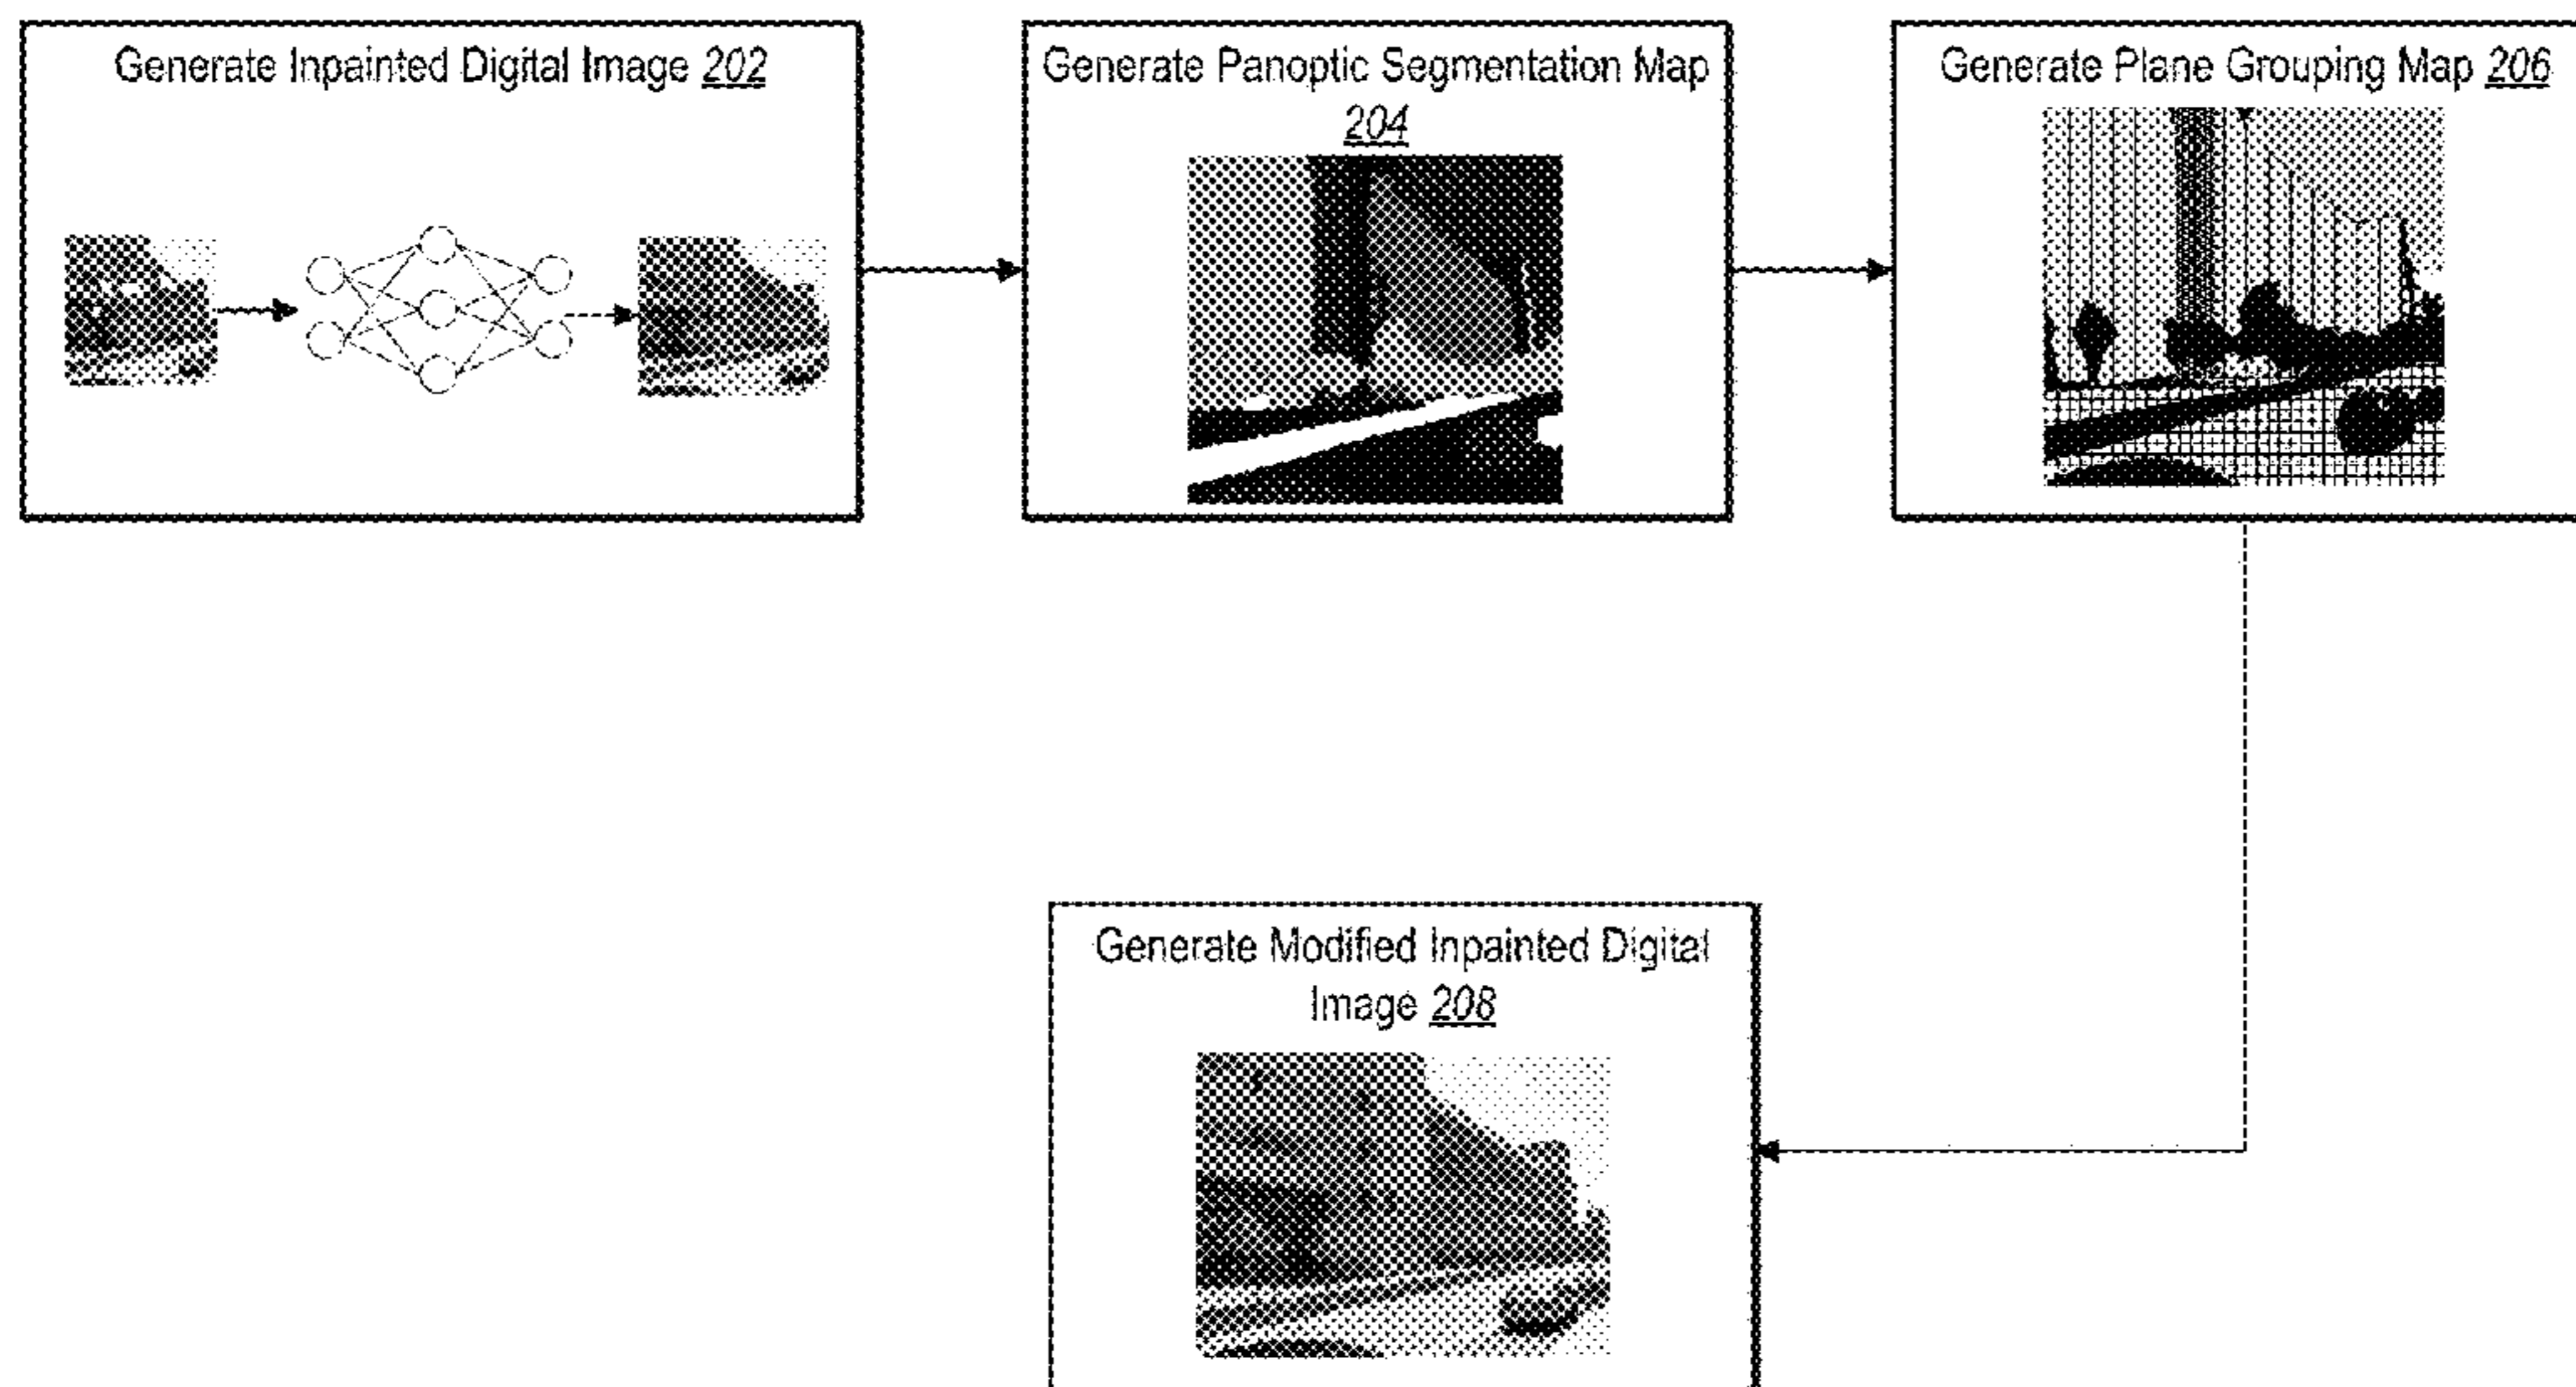 Generate Inpainted Digital Image 202
Generate Panoptic Segmentation Map
204
Generate Plane Grouping Map 206
Generate Modified Inpainted Digital
Image 208